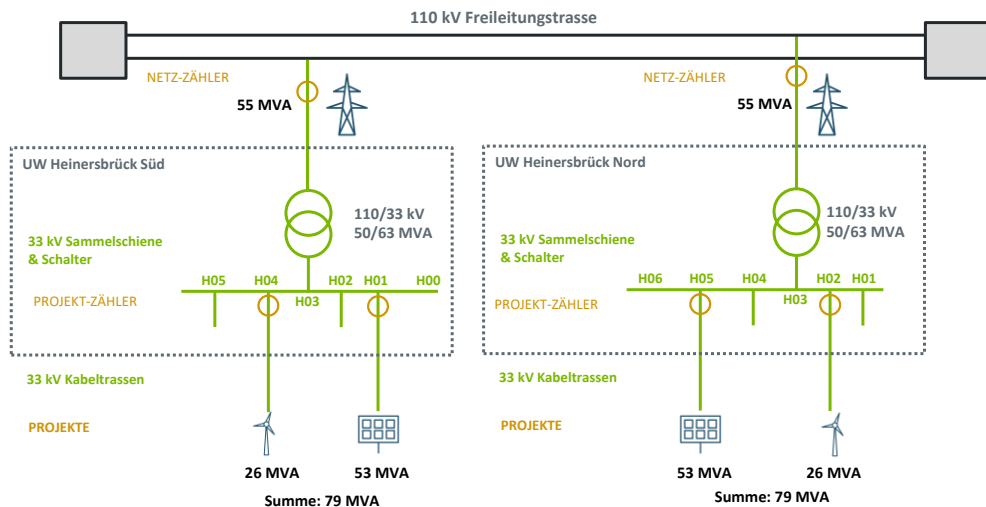 110 kV Freileitungstrasse
NETZ-ZÄHLER
55 MVA
UW Heinersbrück Süd
110/33 kV
50/63 MVA
33 kV Sammelschiene
& Schalter
H05
H04
H03
H02
H01
H00
PROJEKT-ZÄHLER
33 kV Kabeltrassen
PROJEKTE
26 MVA
53 MVA
Summe: 79 MVA
NETZ-ZÄHLER
55 MVA
UW Heinersbrück Nord
110/33 kV
50/63 MVA
33 kV Sammelschiene
& Schalter
H06
H05
H04
H03
H02
H01
PROJEKT-ZÄHLER
33 kV Kabeltrassen
PROJEKTE
53 MVA
26 MVA
Summe: 79 MVA